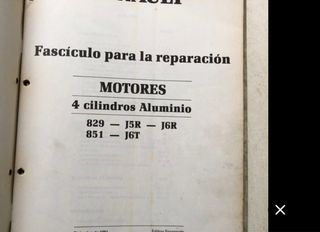 Fascículo para la reparación
MOTORES
4 cilindros Aluminio
829 — J5R — J6R
851 — J6T